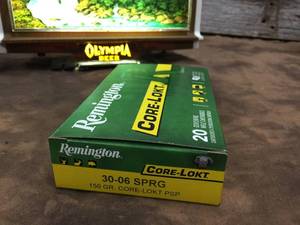 OLYMPIA
BEER
Remington
CORE-LOKT
20
Remington
CORE-LOKT
30-06 SPRG
150 GR. CORE-LOKT PSP